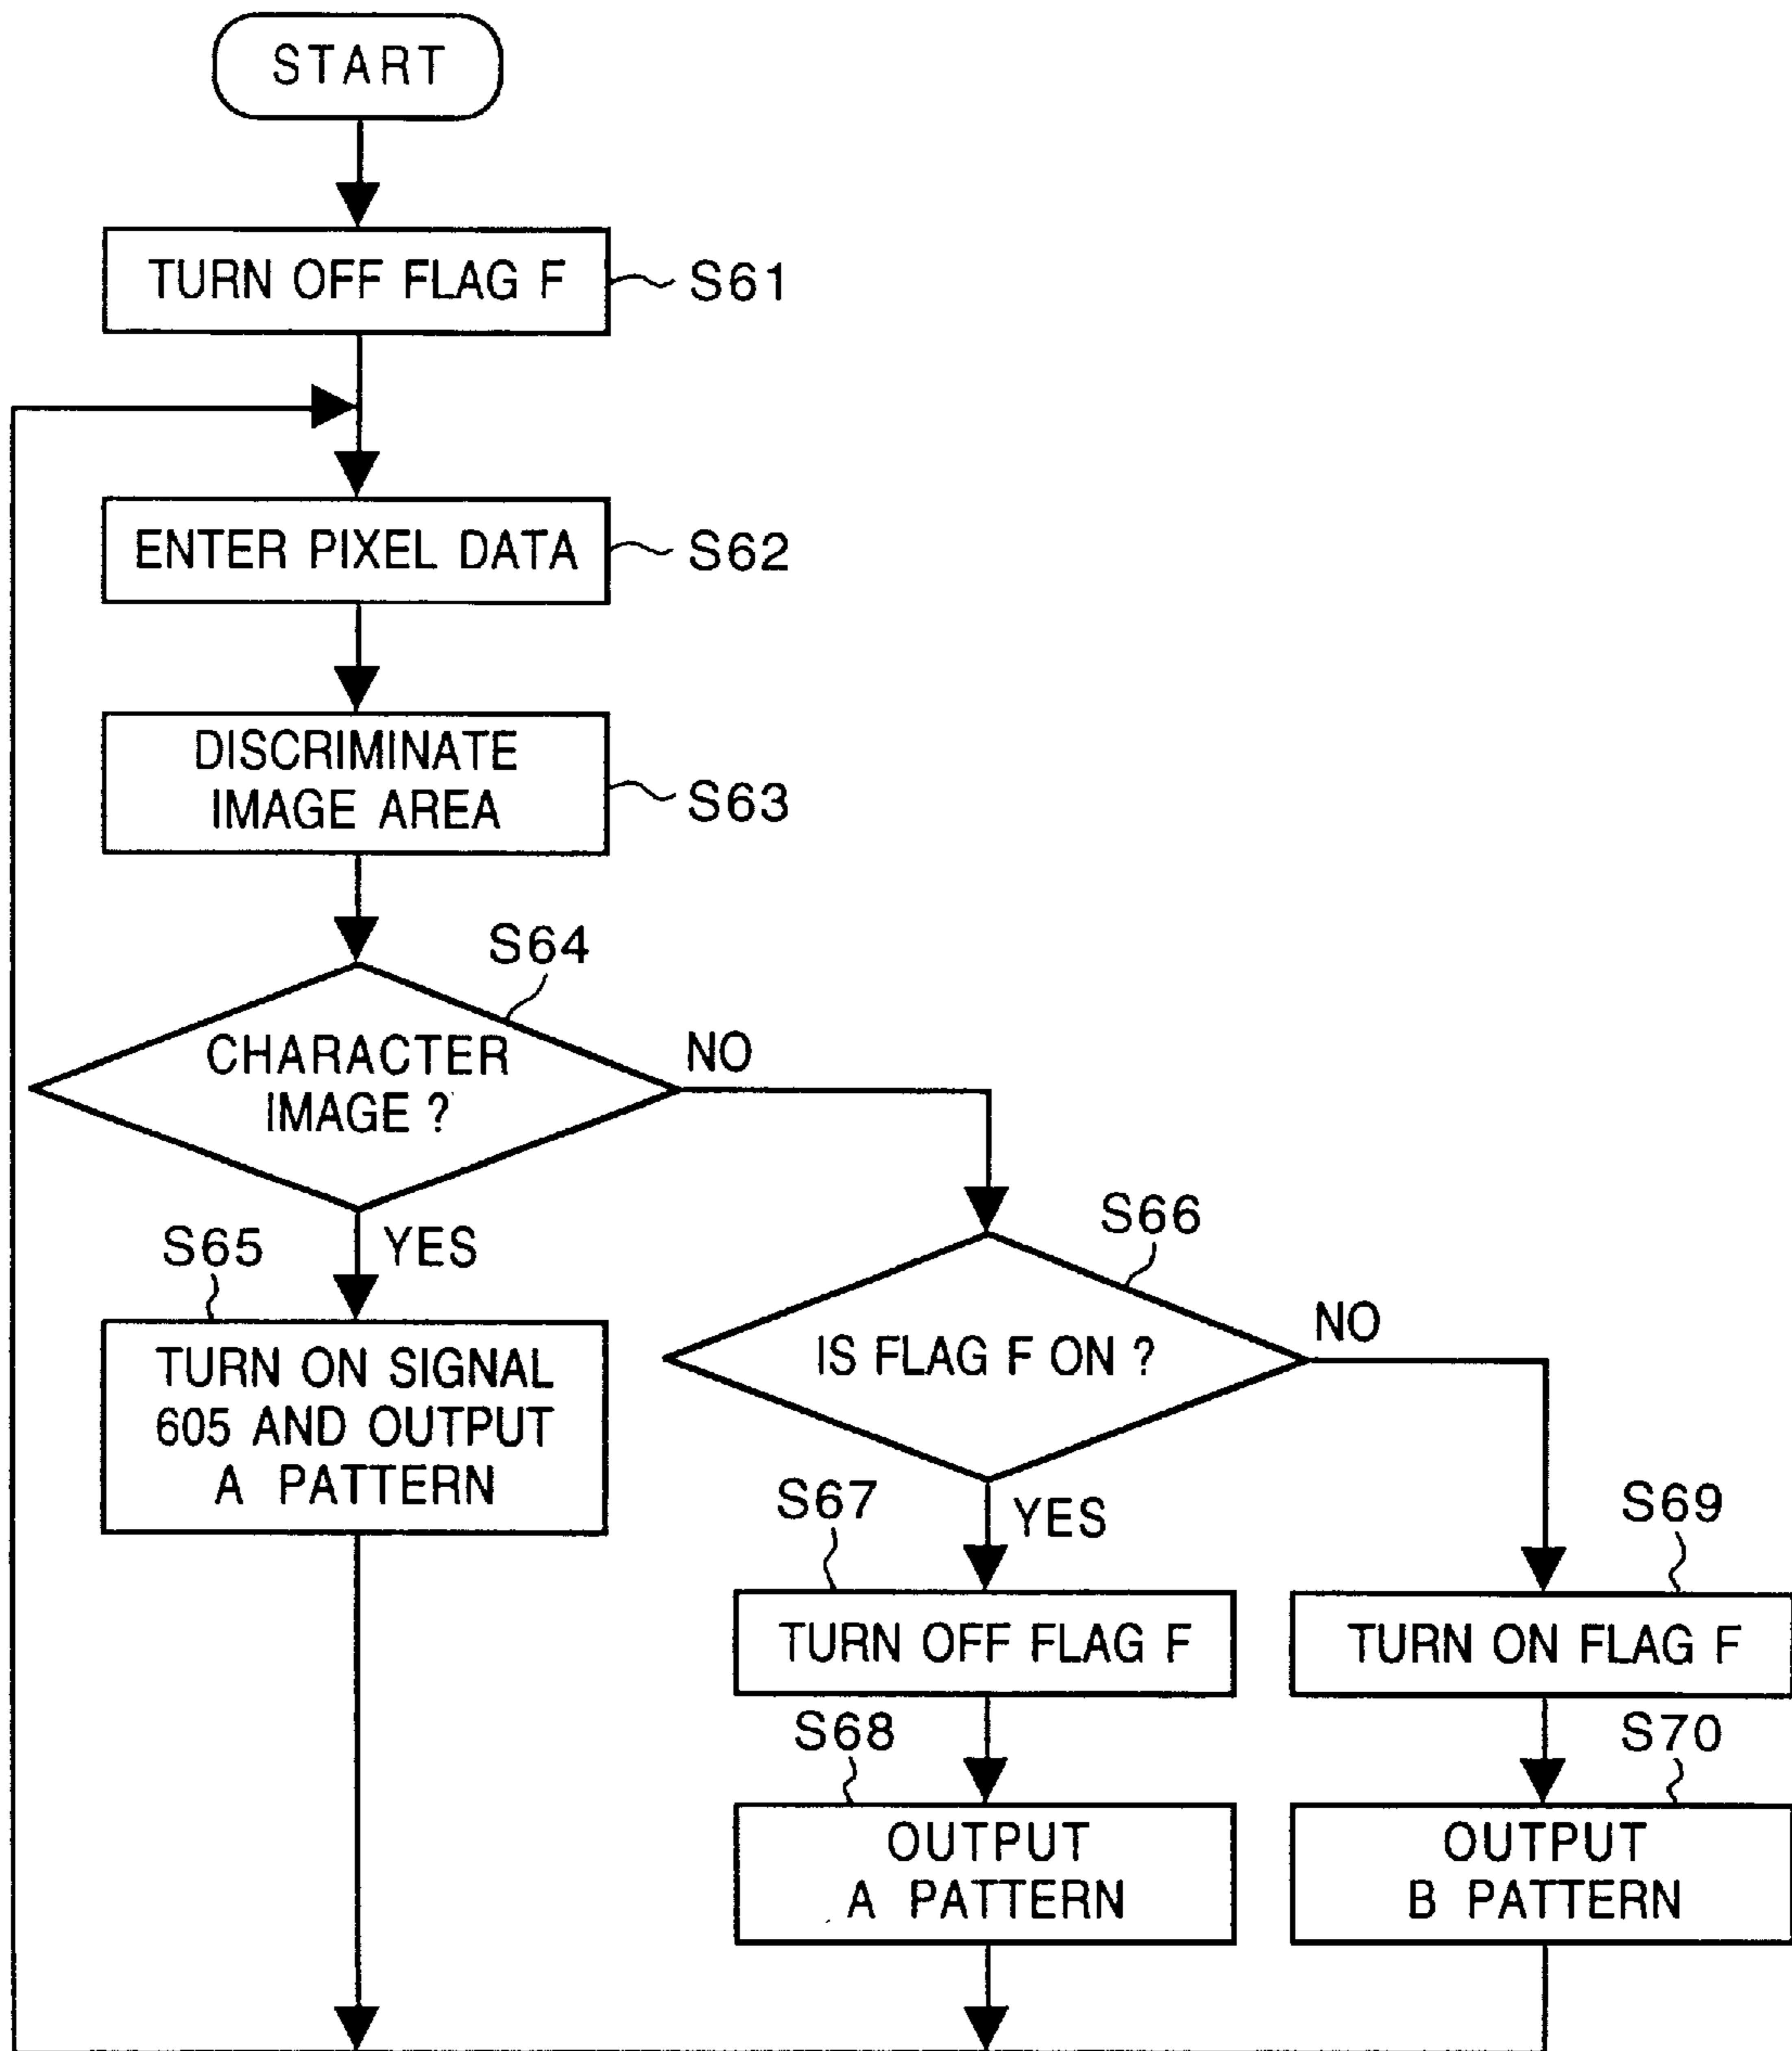 START
TURN OFF FLAG F
S61
ENTER PIXEL DATA
S62
DISCRIMINATE
IMAGE AREA
S63
S64
CHARACTER
IMAGE ?
NO
YES
S65
TURN ON SIGNAL
605 AND OUTPUT
A PATTERN
S66
IS FLAG F ON ?
NO
YES
S67
TURN OFF FLAG F
S69
TURN ON FLAG F
S68
OUTPUT
A PATTERN
S70
OUTPUT
B PATTERN